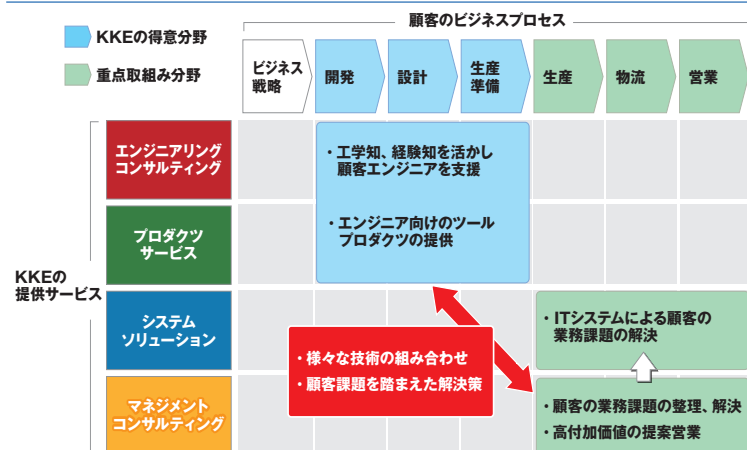 顧客のビジネスプロセス
KKEの得意分野
重点取組み分野
ビジネス
戦略
開発
設計
生産
準備
生産
物流
営業
KKEの
提供サービス
エンジニアリング
コンサルティング
・工学知、経験知を活かし
顧客エンジニアを支援
プロダクツ
サービス
・エンジニア向けのツール
プロダクツの提供
システム
ソリューション
・ITシステムによる顧客の
業務課題の解決
・様々な技術の組み合わせ
・顧客課題を踏まえた解決策
マネジメント
コンサルティング
・顧客の業務課題の整理、解決
・高付加価値の提案営業